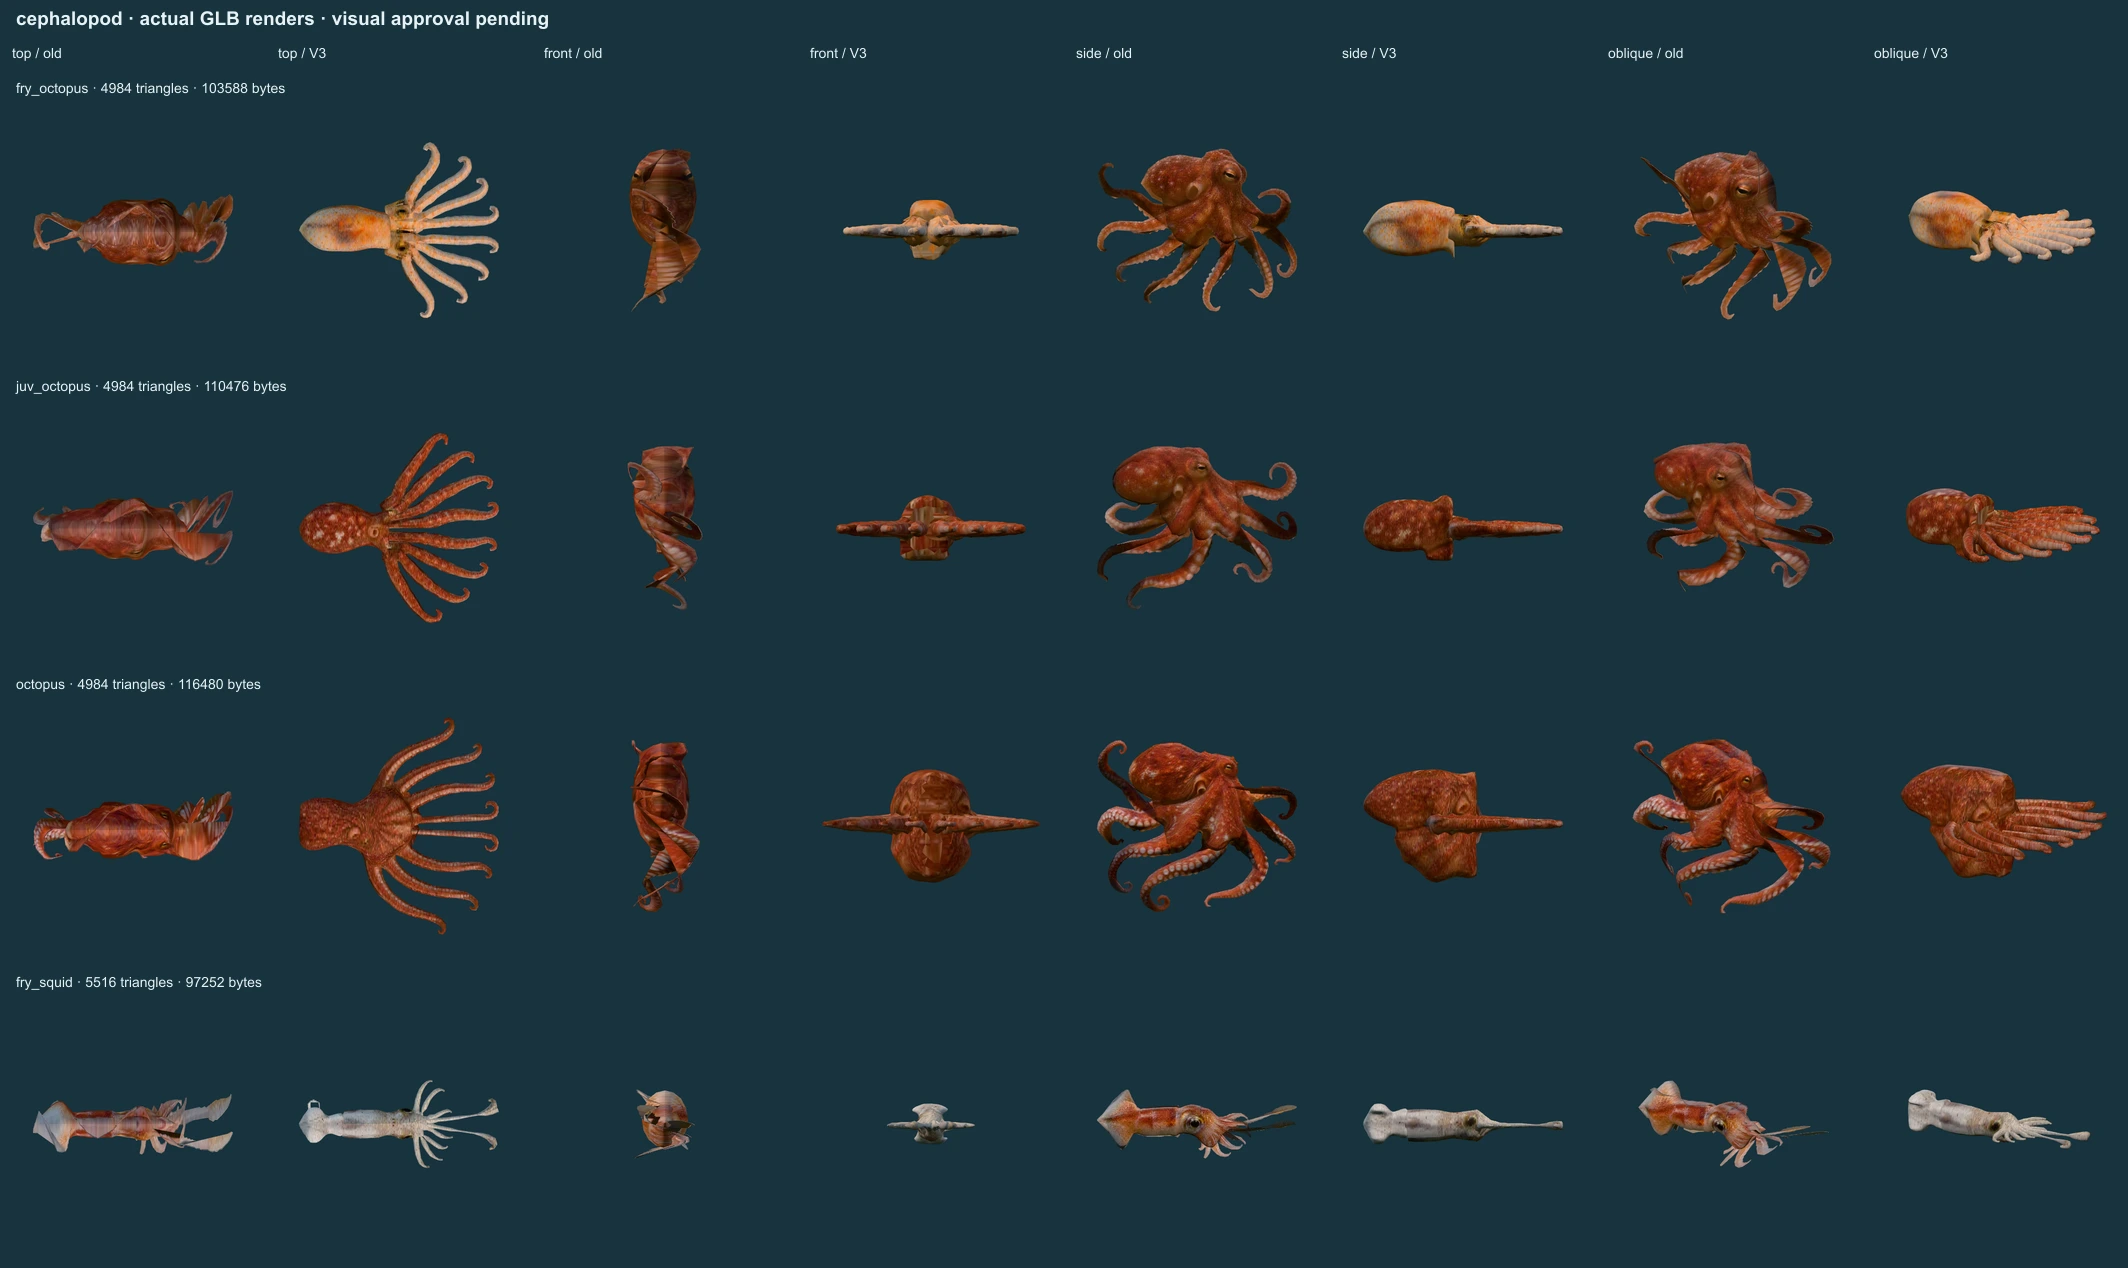 cephalopod · actual GLB renders · visual approval pending
top / old top / V3 front / old front / V3 side / old side / V3 oblique / old oblique / V3
fry_octopus · 4984 triangles · 103588 bytes
juv_octopus · 4984 triangles · 110476 bytes
octopus · 4984 triangles · 116480 bytes
fry_squid · 5516 triangles · 97252 bytes